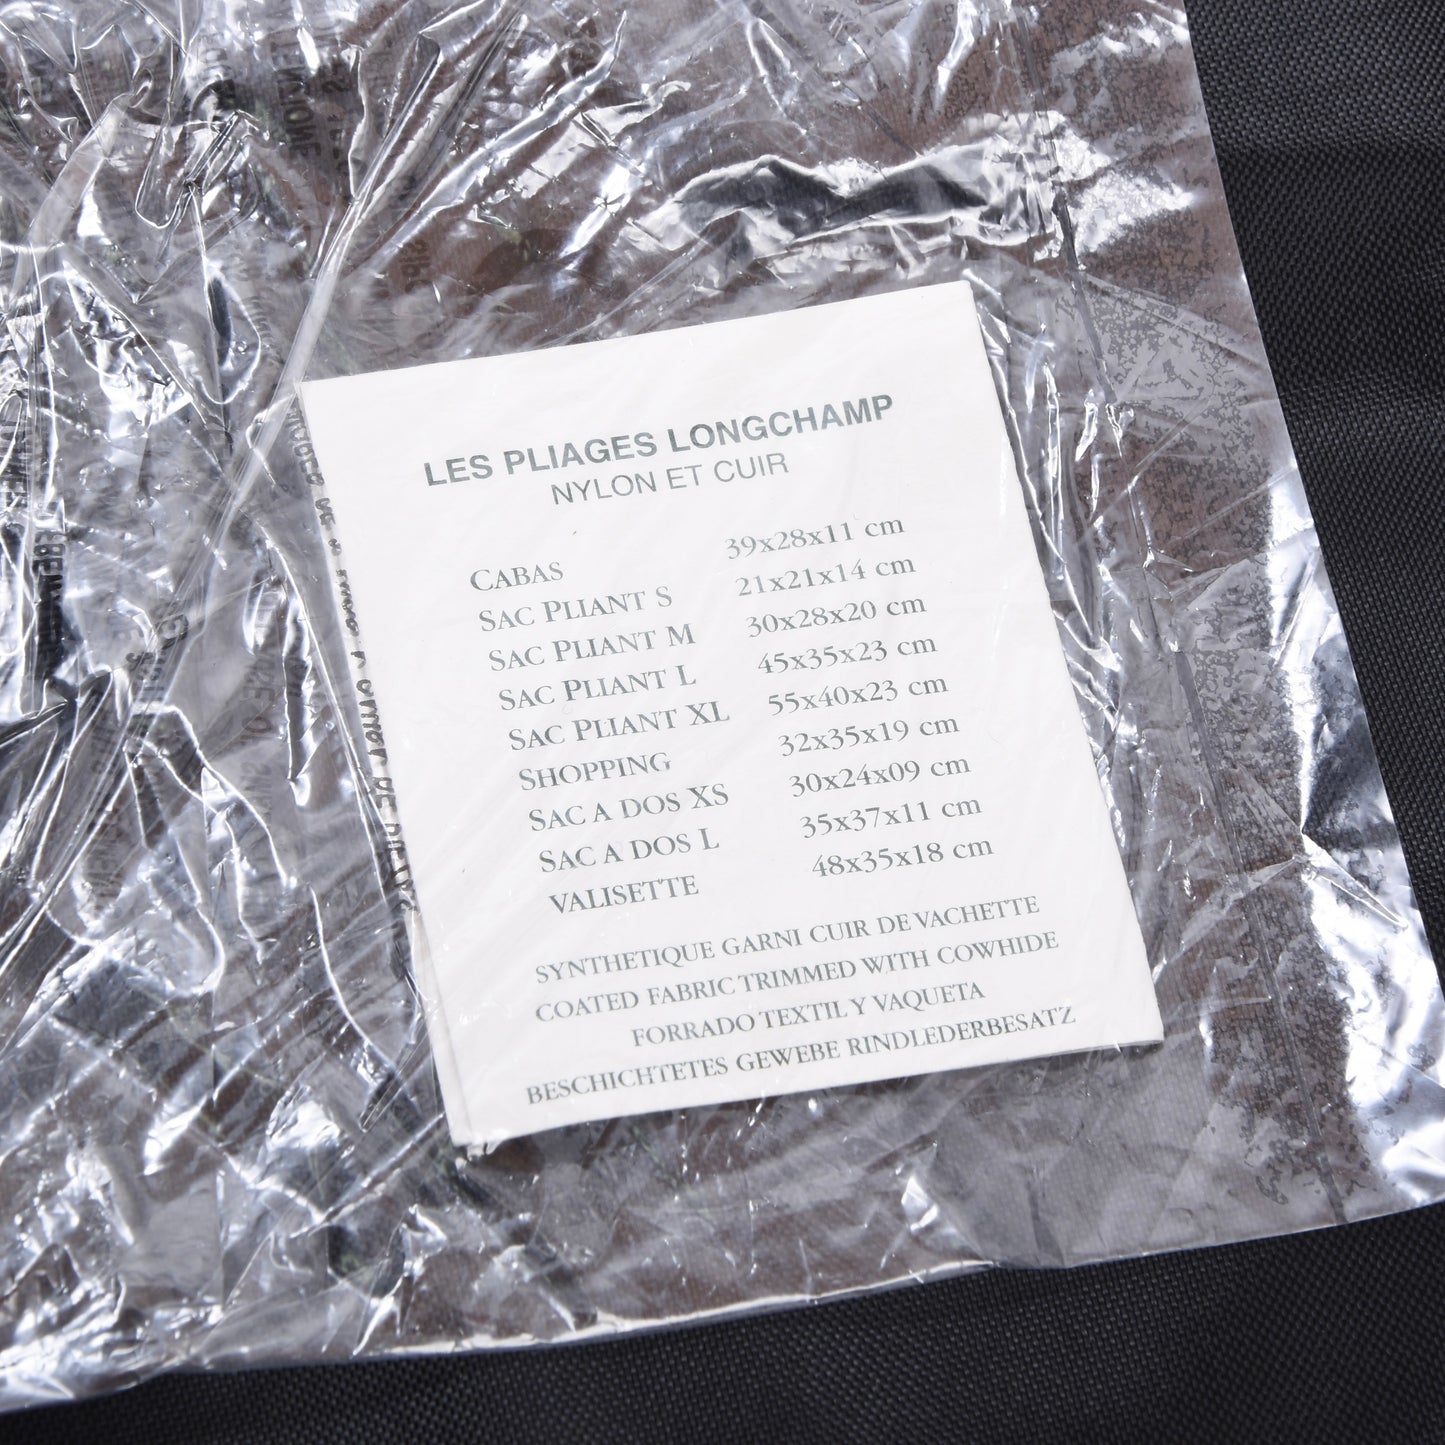 LES PLIAGES LONGCHAMP
NYLON ET CUIR
CABAS 39x28x11 cm
SAC PLIANT S 21x21x14 cm
SAC PLIANT M 30x28x20 cm
SAC PLIANT L 45x35x23 cm
SAC PLIANT XL 55x40x23 cm
SHOPPING 32x35x19 cm
SAC A DOS XS 30x24x09 cm
SAC A DOS L 35x37x11 cm
VALISETTE 48x35x18 cm
SYNTHETIQUE GARNI CUIR DE VACHETTE
COATED FABRIC TRIMMED WITH COWHIDE
FORRADO TEXTIL Y VAQUETA
BESCHICHTETES GEWEBE RINDLEDERBESATZ